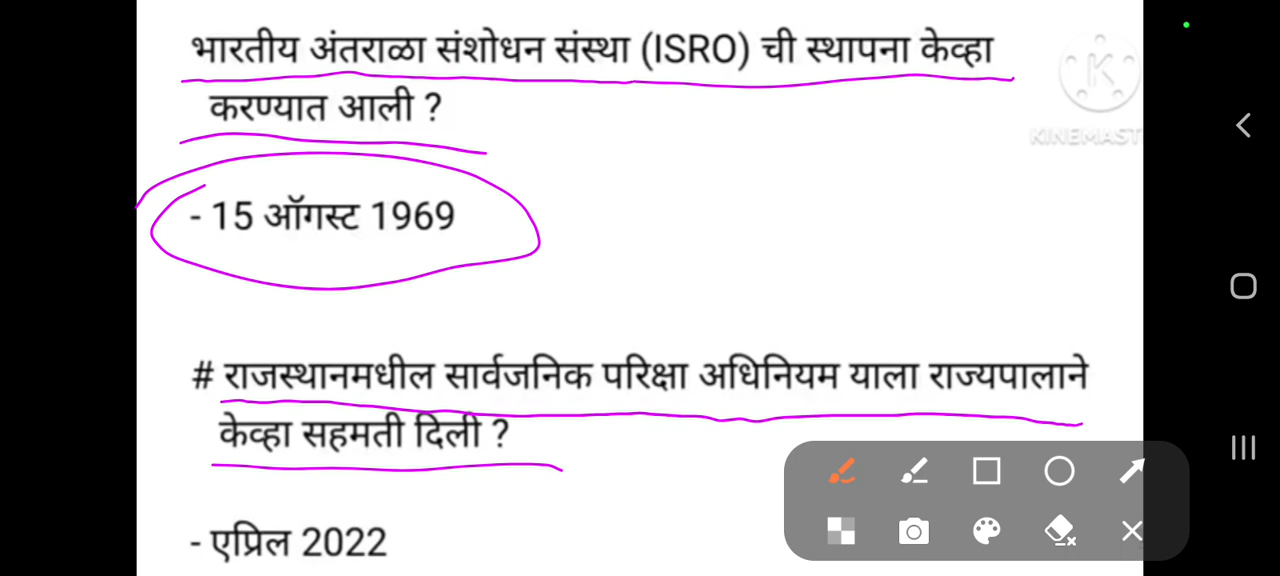 भारतीय अंतराळा संशोधन संस्था (ISRO) ची स्थापना केव्हा
करण्यात आली ?
KINEMAST
- 15 ऑगस्ट 1969
# राजस्थानमधील सार्वजनिक परिक्षा अधिनियम याला राज्यपालाने
केव्हा सहमती दिली ?
- एप्रिल 2022